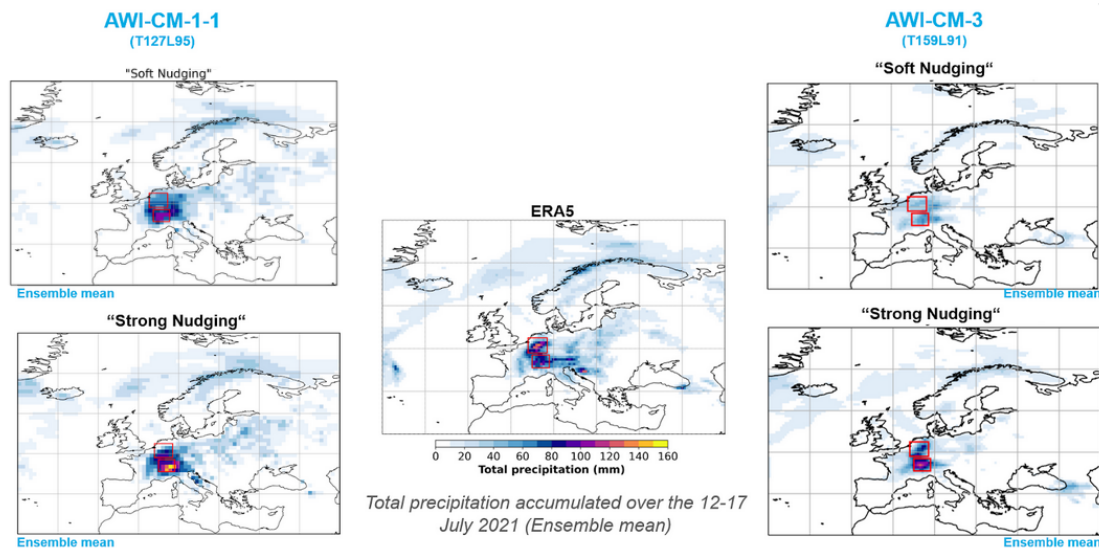 AWI-CM-1-1
(T127L95)
"Soft Nudging"
Ensemble mean
“Strong Nudging“
Ensemble mean
ERA5
0 20 40 60 80 100 120 140 160
Total precipitation (mm)
Total precipitation accumulated over the 12-17
July 2021 (Ensemble mean)
AWI-CM-3
(T159L91)
“Soft Nudging“
Ensemble mean
“Strong Nudging“
Ensemble mean